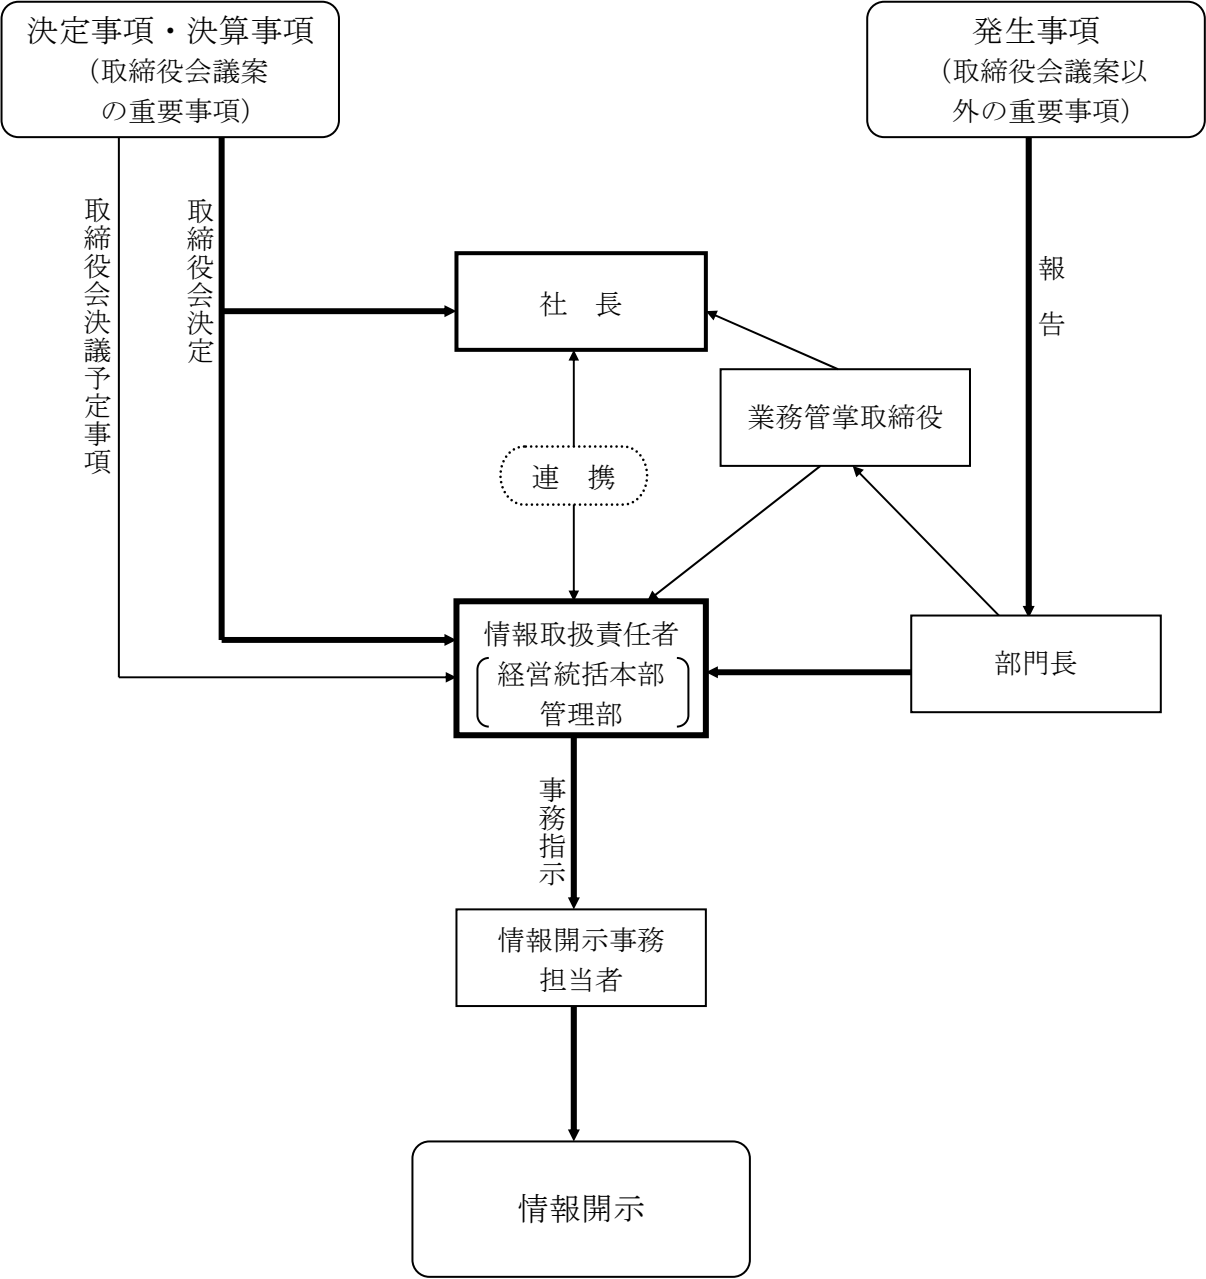 決定事項・決算事項
（取締役会議案
の重要事項）
発生事項
（取締役会議案以
外の重要事項）
取締役会決議予定事項
取締役会決定
報　告
社　長
業務管掌取締役
連　携
情報取扱責任者
経営統括本部
管理部
部門長
事務指示
情報開示事務
担当者
情報開示